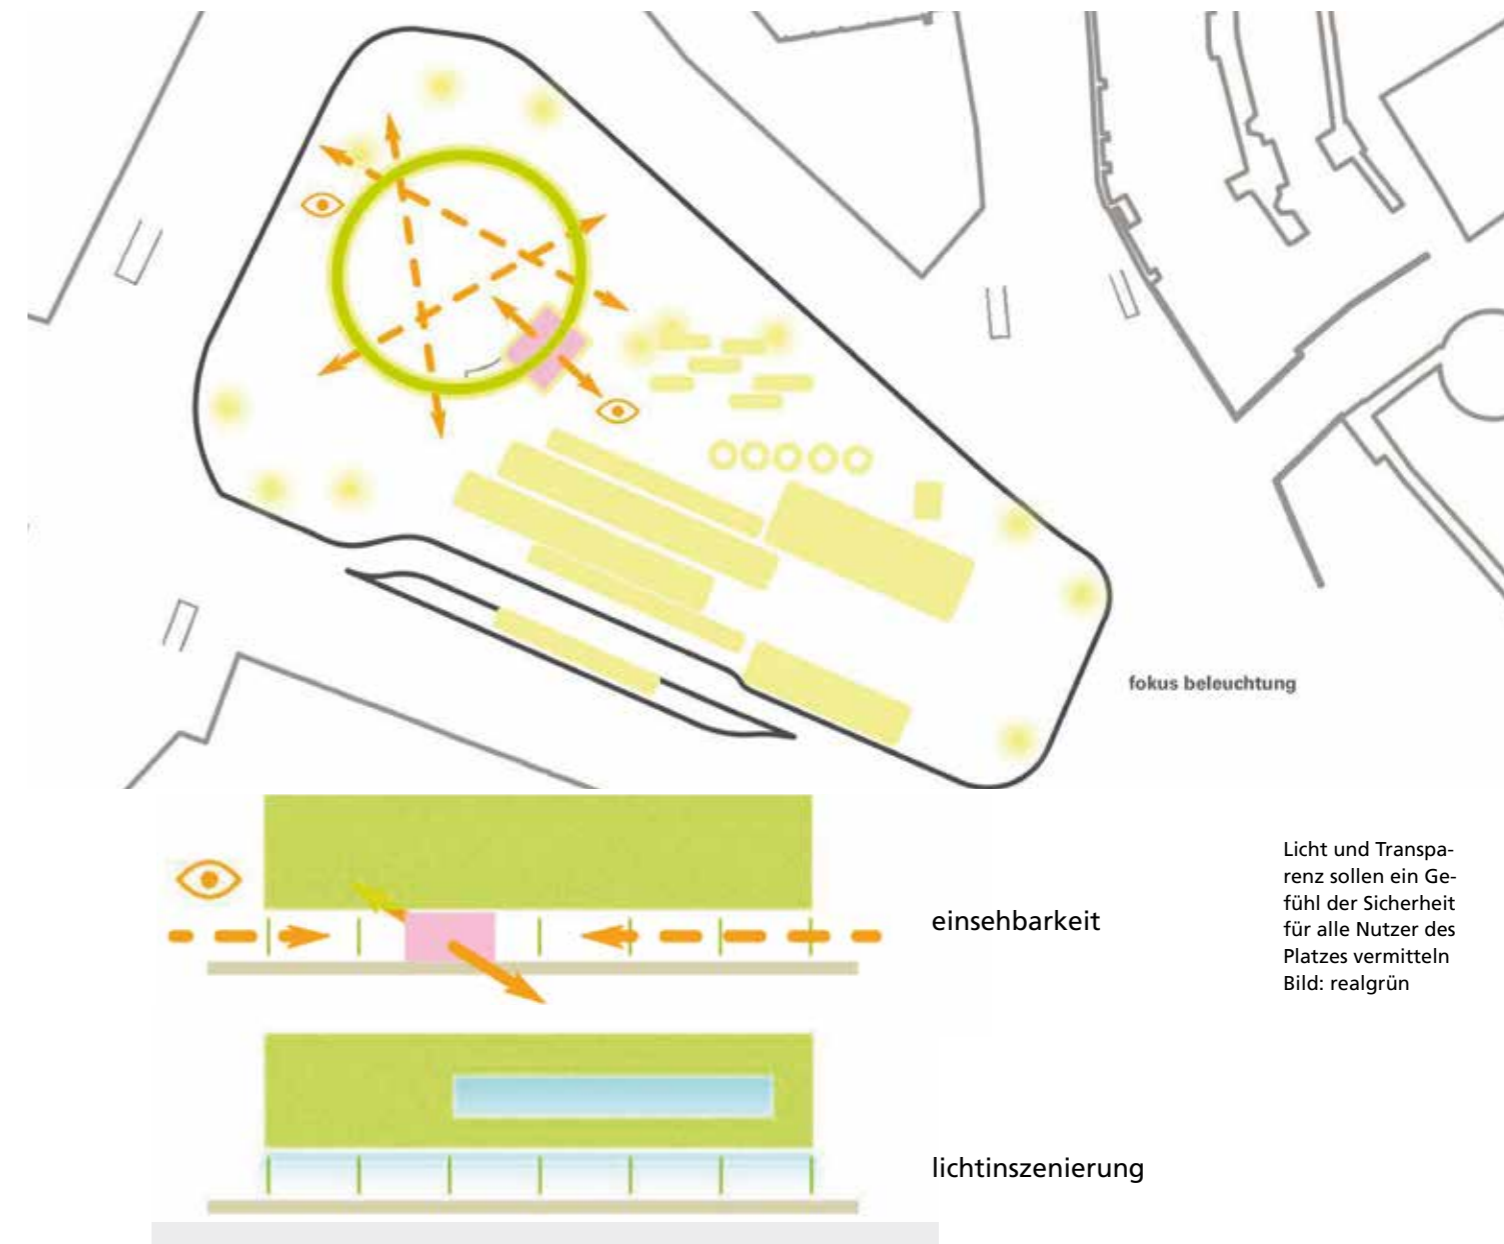 fokus beleuchtung
einsehbarkeit
Licht und Transpa-
renz sollen ein Ge-
fühl der Sicherheit
für alle Nutzer des
Platzes vermitteln
Bild: realgrün
lichtinszenierung